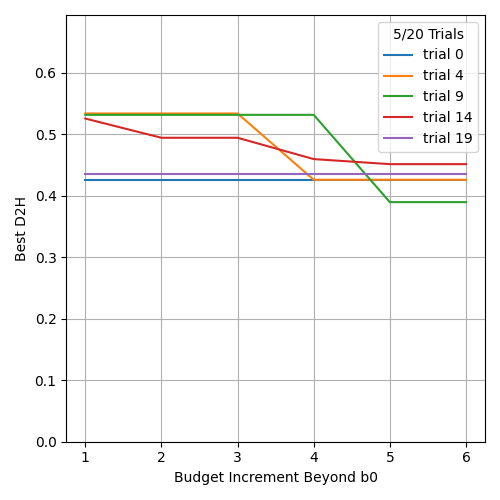 5/20 Trials
trial 0
trial 4
trial 9
trial 14
trial 19
Best D2H
0.6
0.5
0.4
0.3
0.2
0.1
0.0
1 2 3 4 5 6
Budget Increment Beyond b0